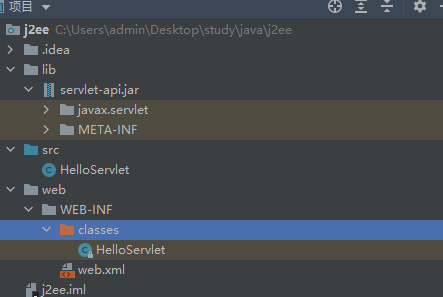 项目
j2ee C:\Users\admin\Desktop\study\java\j2ee
.idea
lib
servlet-api.jar
javax.servlet
META-INF
src
HelloServlet
web
WEB-INF
classes
HelloServlet
web.xml
j2ee.iml